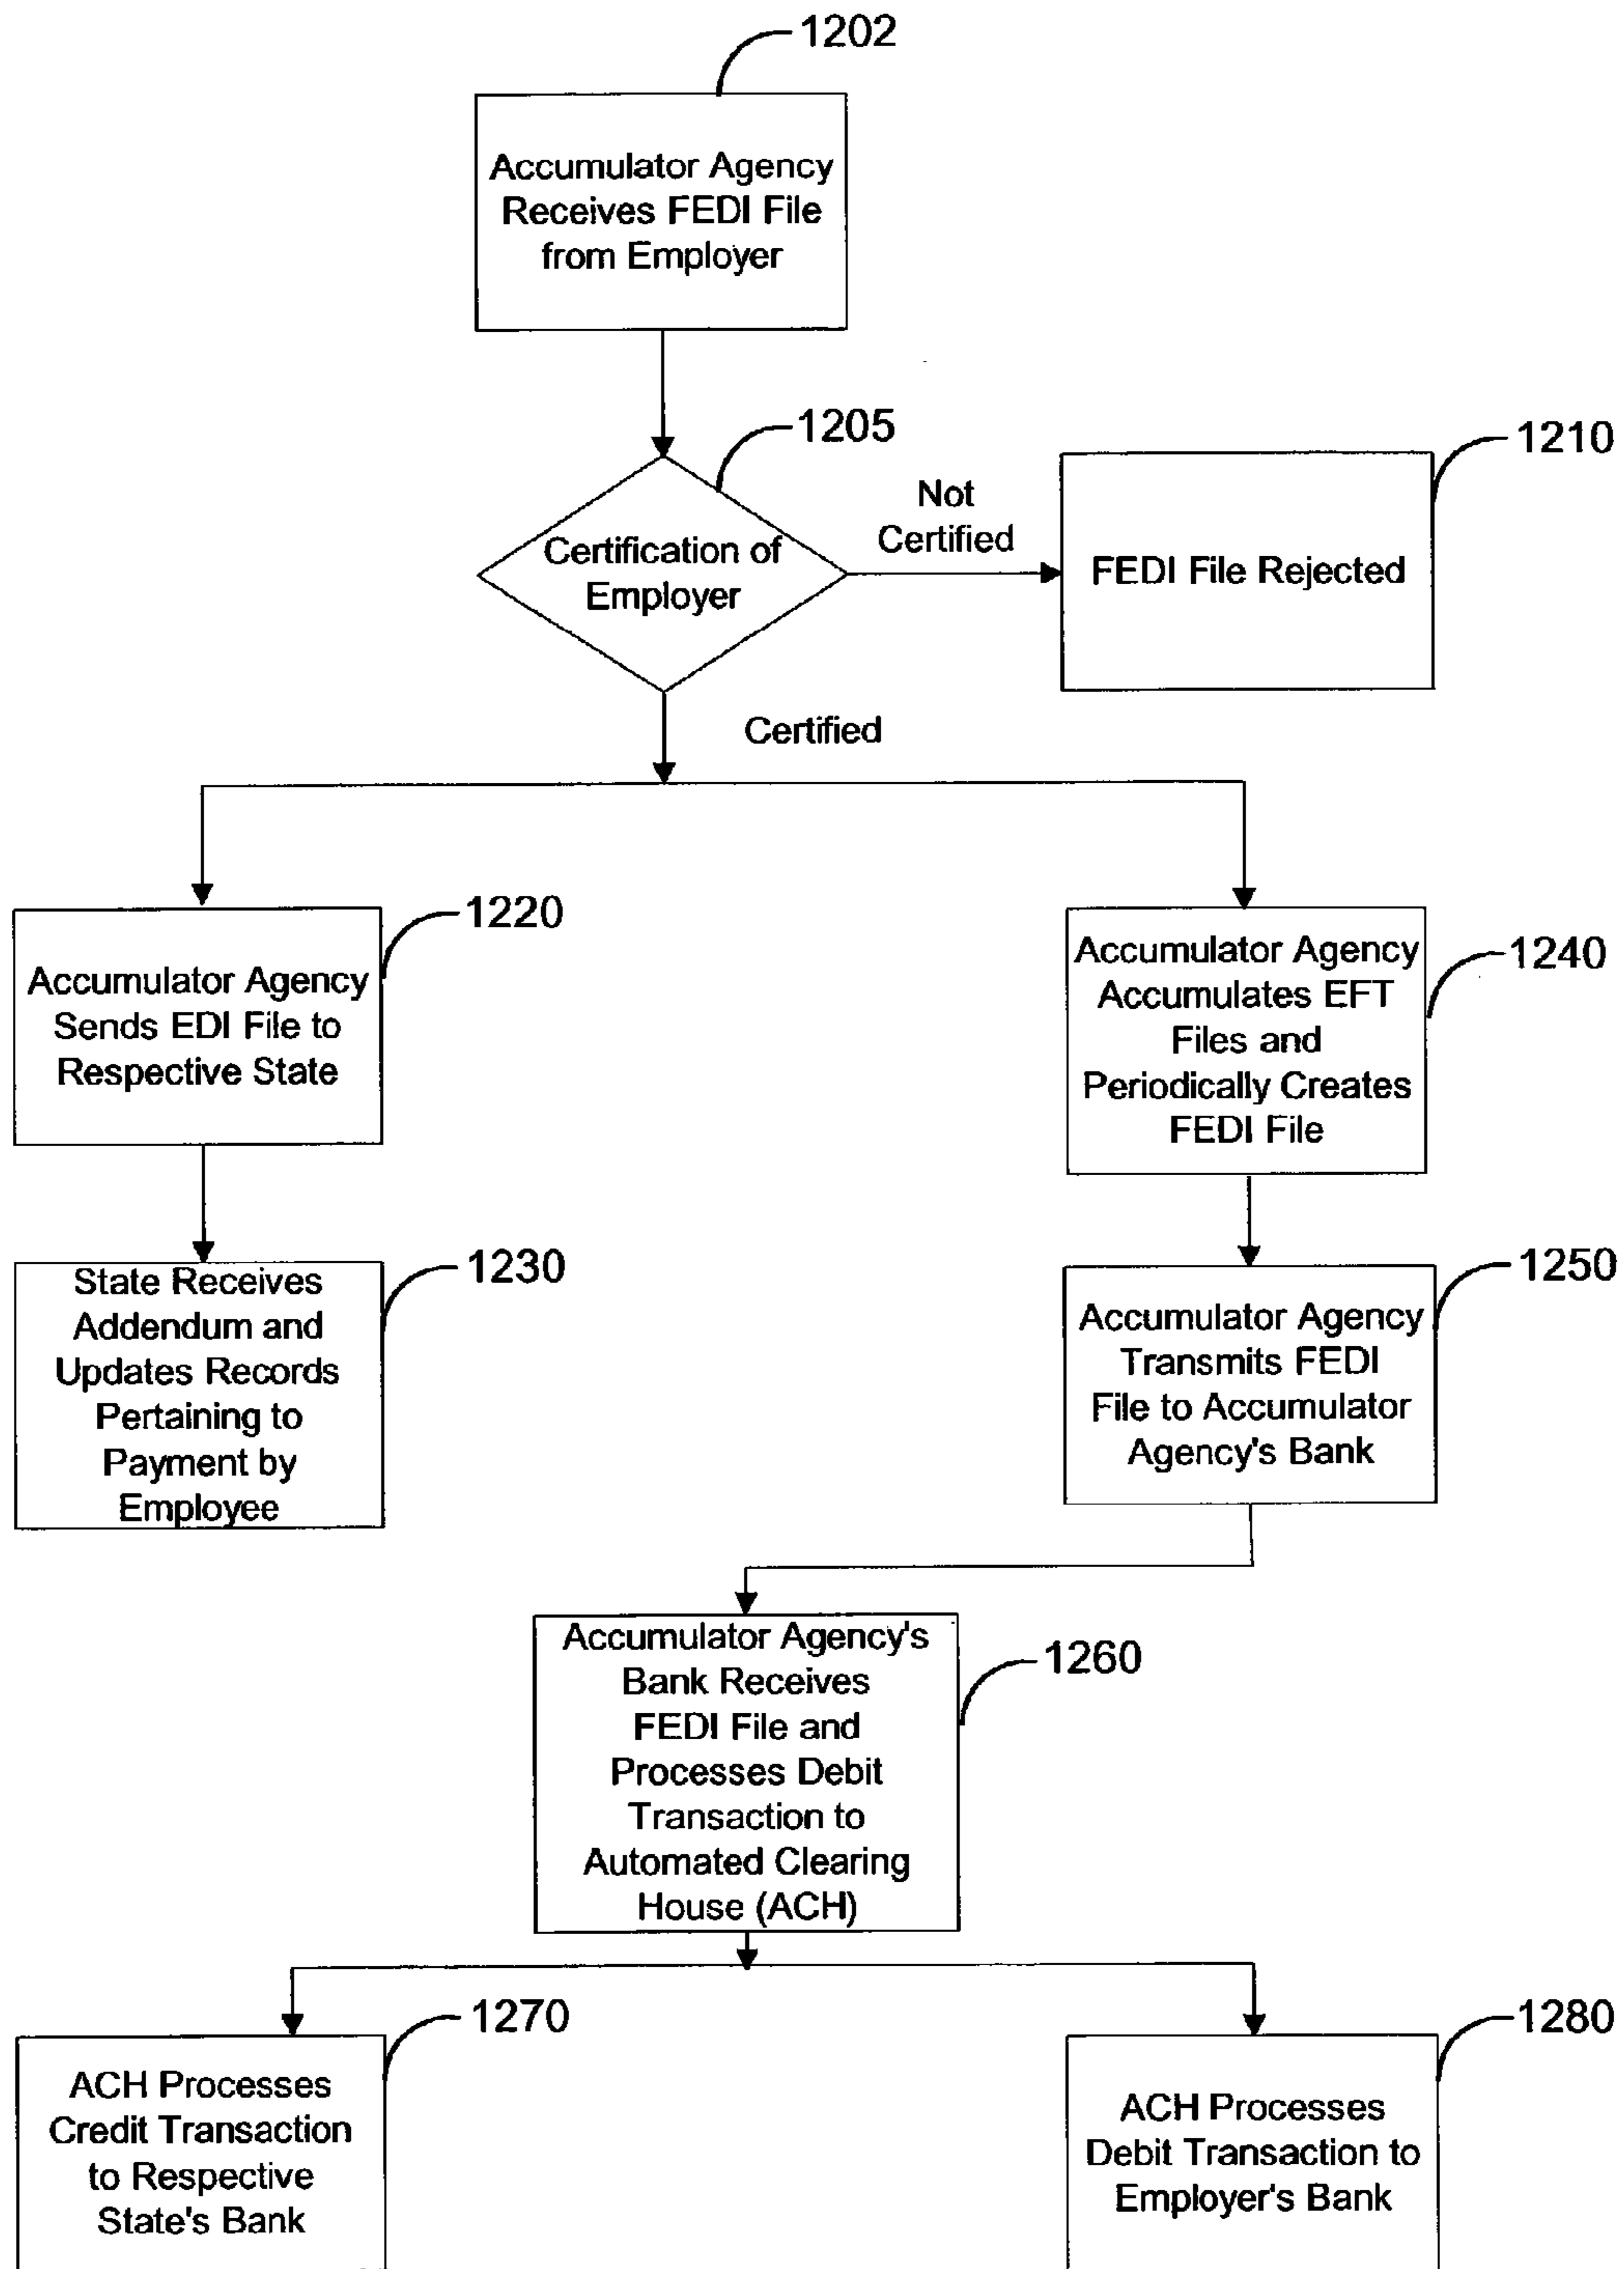 1202
Accumulator Agency
Receives FEDI File
from Employer
1205
Certification of
Employer
Not
Certified
1210
FEDI File Rejected
Certified
1220
Accumulator Agency
Sends EDI File to
Respective State
1240
Accumulator Agency
Accumulates EFT
Files and
Periodically Creates
FEDI File
1230
State Receives
Addendum and
Updates Records
Pertaining to
Payment by
Employee
1250
Accumulator Agency
Transmits FEDI
File to Accumulator
Agency's Bank
1260
Accumulator Agency's
Bank Receives
FEDI File and
Processes Debit
Transaction to
Automated Clearing
House (ACH)
1270
ACH Processes
Credit Transaction
to Respective
State's Bank
1280
ACH Processes
Debit Transaction to
Employer's Bank